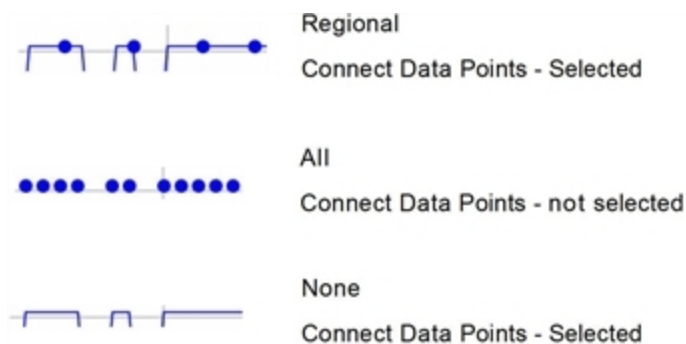 Regional
Connect Data Points - Selected
All
Connect Data Points - not selected
None
Connect Data Points - Selected